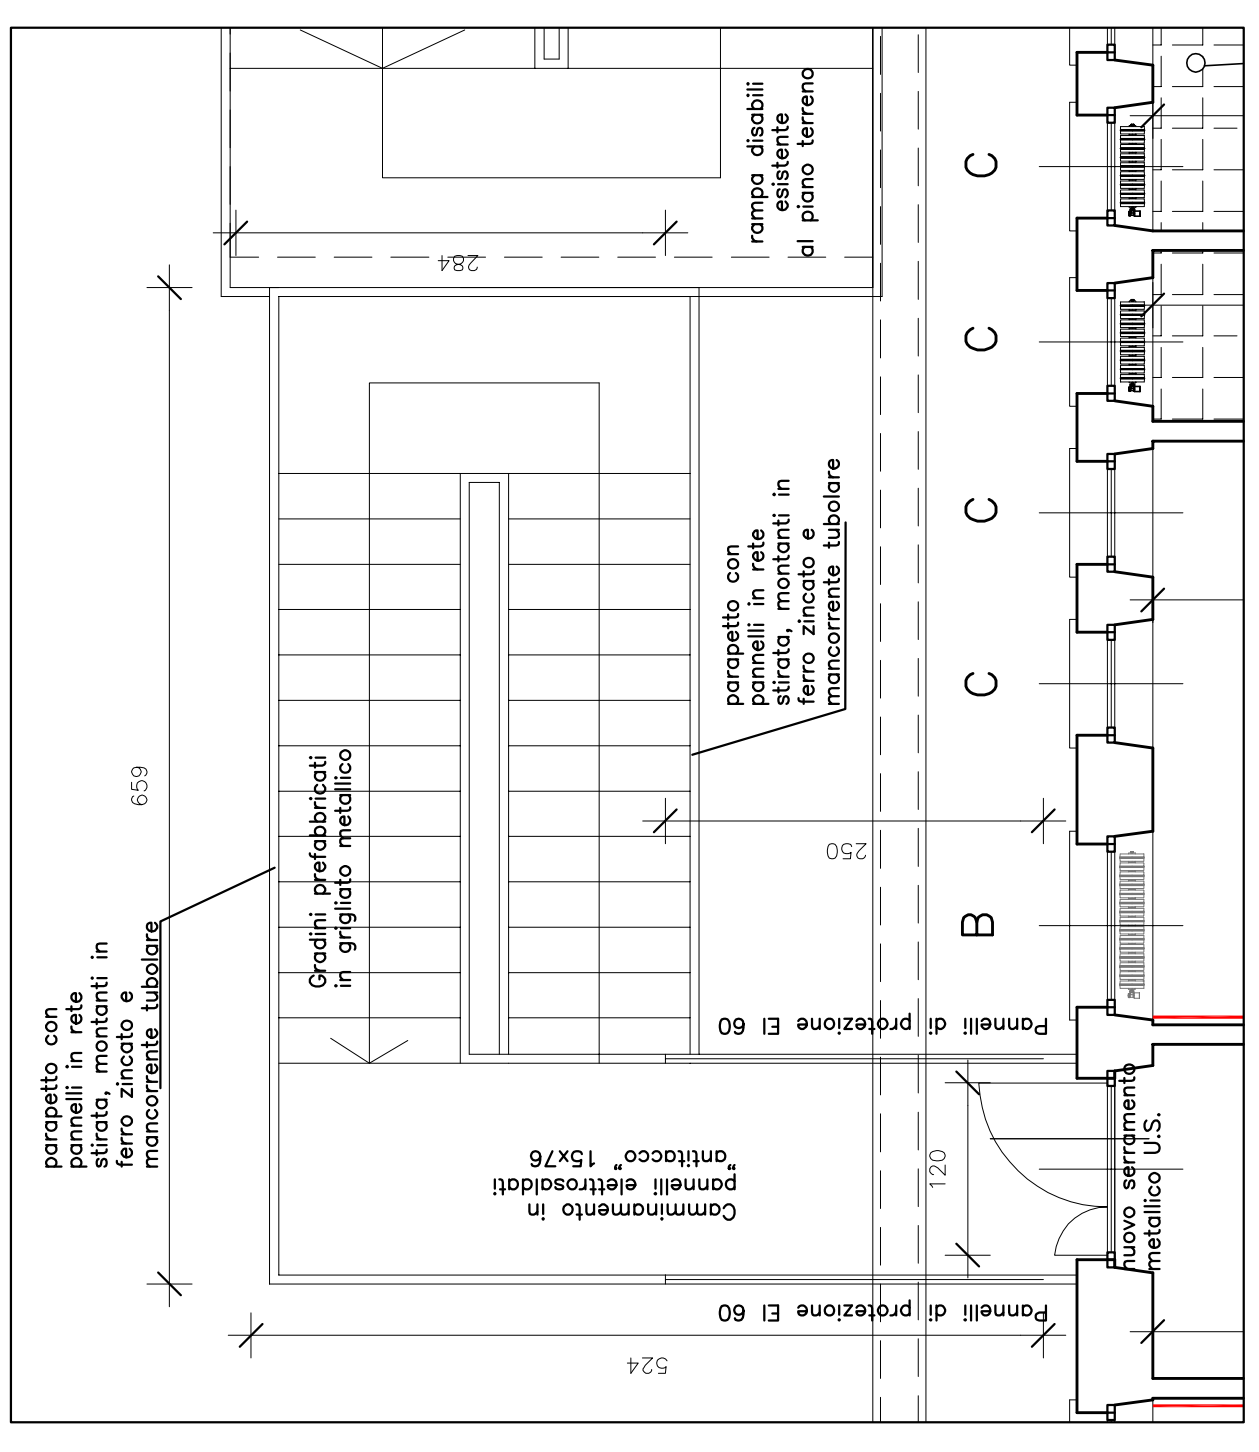 rampa disabili
esistente
al piano terreno
284
659
parapetto con
pannelli in rete
stirata, montanti in
ferro zincato e
mancorrente tubolare
Gradini prefabbricati
in grigliato metallico
parapetto con
pannelli in rete
stirata, montanti in
ferro zincato e
mancorrente tubolare
C
C
C
C
B
250
Pannelli di protezione EI 60
Camminamento in
pannelli elettrosaldati
"antitacco" 15x76
120
nuovo serramento
metallico U.S.
Pannelli di protezione EI 60
524